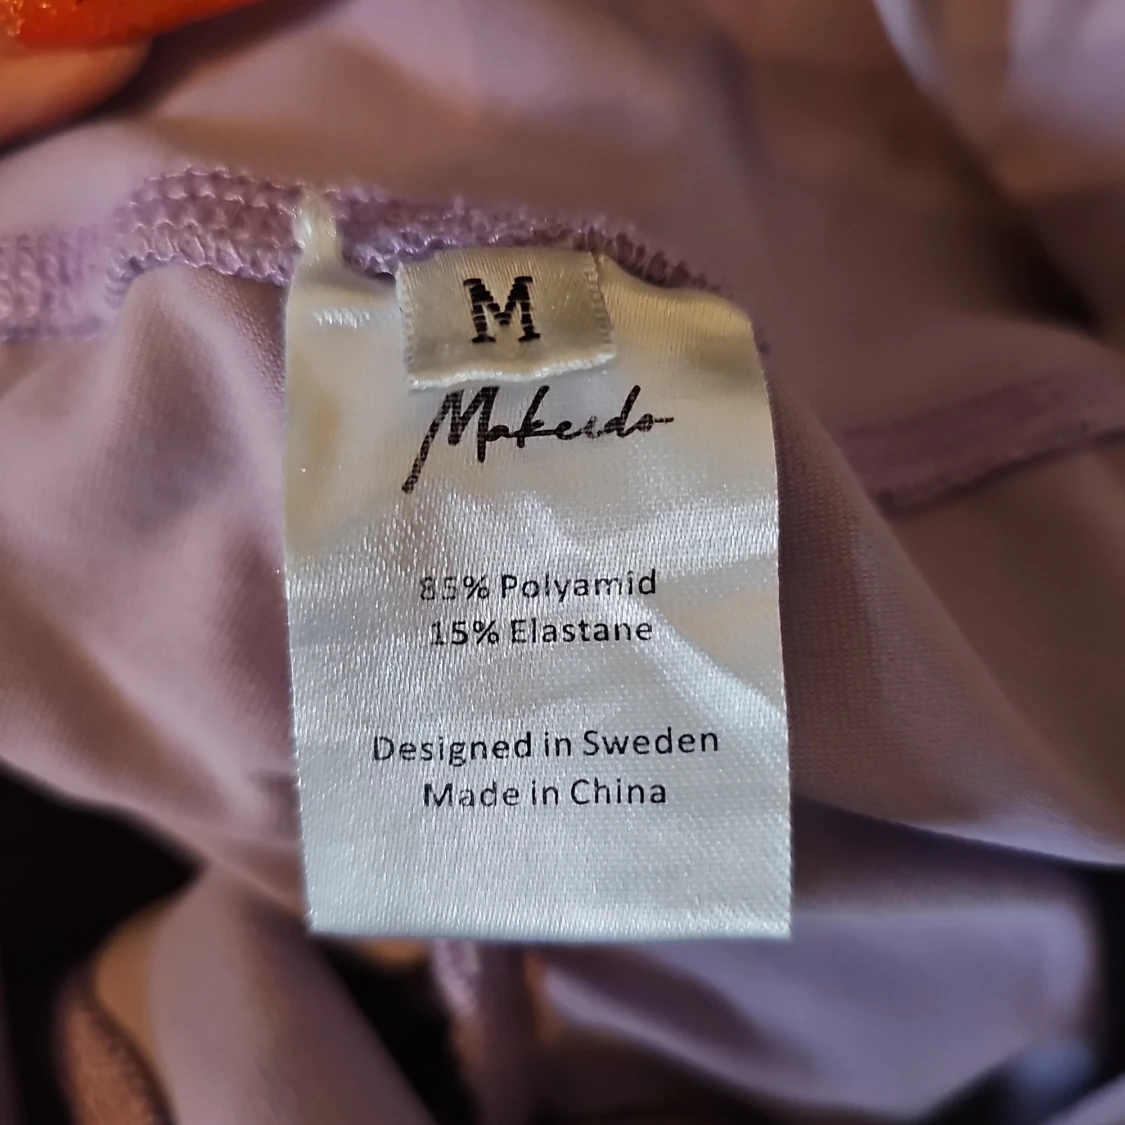 M
Makeido
85% Polyamid
15% Elastane
Designed in Sweden
Made in China